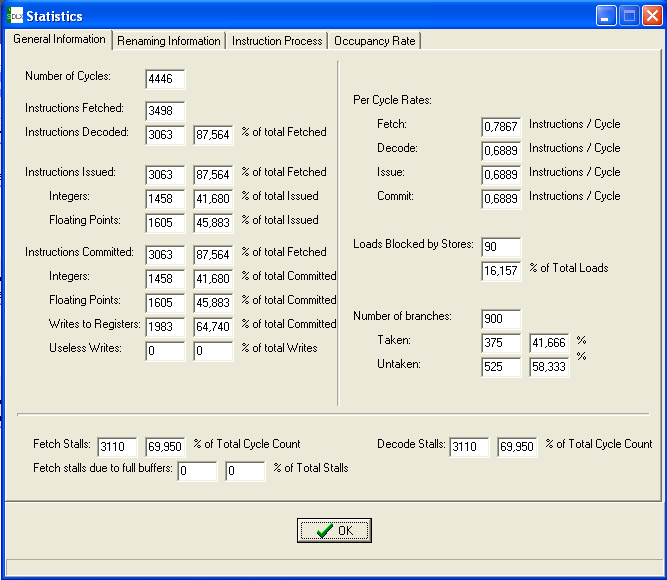 DLX Statistics
General Information Renaming Information Instruction Process Occupancy Rate
Number of Cycles: 4446
Instructions Fetched: 3498
Instructions Decoded: 3063 87,564 % of total Fetched
Instructions Issued: 3063 87,564 % of total Fetched
Integers: 1458 41,680 % of total Issued
Floating Points: 1605 45,883 % of total Issued
Instructions Committed: 3063 87,564 % of total Fetched
Integers: 1458 41,680 % of total Committed
Floating Points: 1605 45,883 % of total Committed
Writes to Registers: 1983 64,740 % of total Committed
Useless Writes: 0 0 % of total Writes
Per Cycle Rates:
Fetch: 0,7867 Instructions / Cycle
Decode: 0,6889 Instructions / Cycle
Issue: 0,6889 Instructions / Cycle
Commit: 0,6889 Instructions / Cycle
Loads Blocked by Stores: 90
16,157 % of Total Loads
Number of branches: 900
Taken: 375 41,666 %
Untaken: 525 58,333 %
Fetch Stalls: 3110 69,950 % of Total Cycle Count
Fetch stalls due to full buffers: 0 0 % of Total Stalls
Decode Stalls: 3110 69,950 % of Total Cycle Count
OK